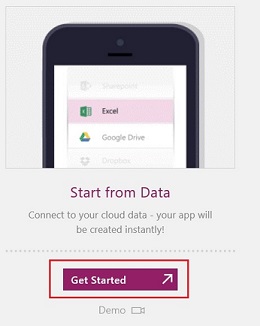 Sharepoint
Excel
Google Drive
Dropbox
Start from Data
Connect to your cloud data - your app will
be created instantly!
Get Started
Demo